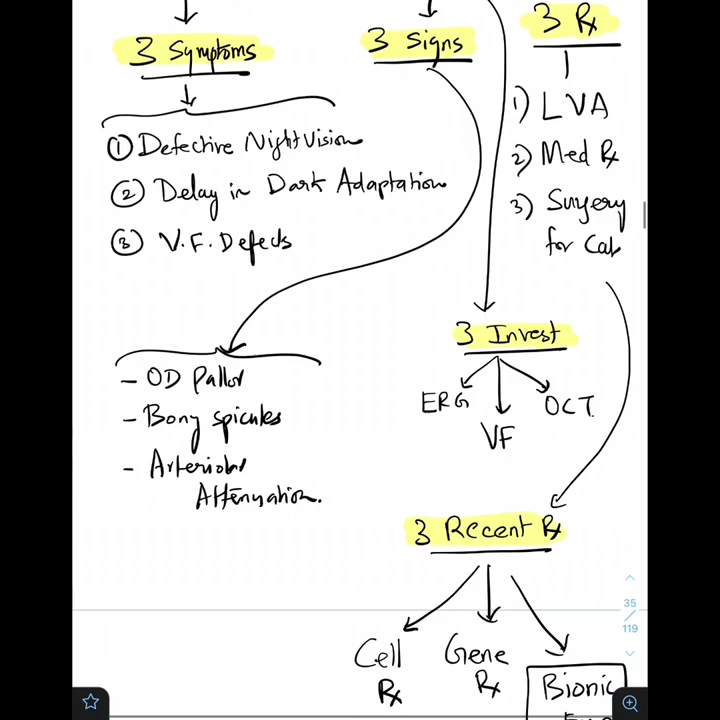 3 Symptoms
① Defective Night Vision
② Delay in Dark Adaptation
③ V.F. Defects
3 Signs
- OD Pallor
- Bony spicules
- Arteriolar
Attenuation.
3 Rx
1) LVA
2) Med Rx
3) Surgery
for Cat
3 Invest
ERG
VF
OCT.
3 Recent Rx
Cell
Rx
Gene
Rx
Bionic
35
/
119